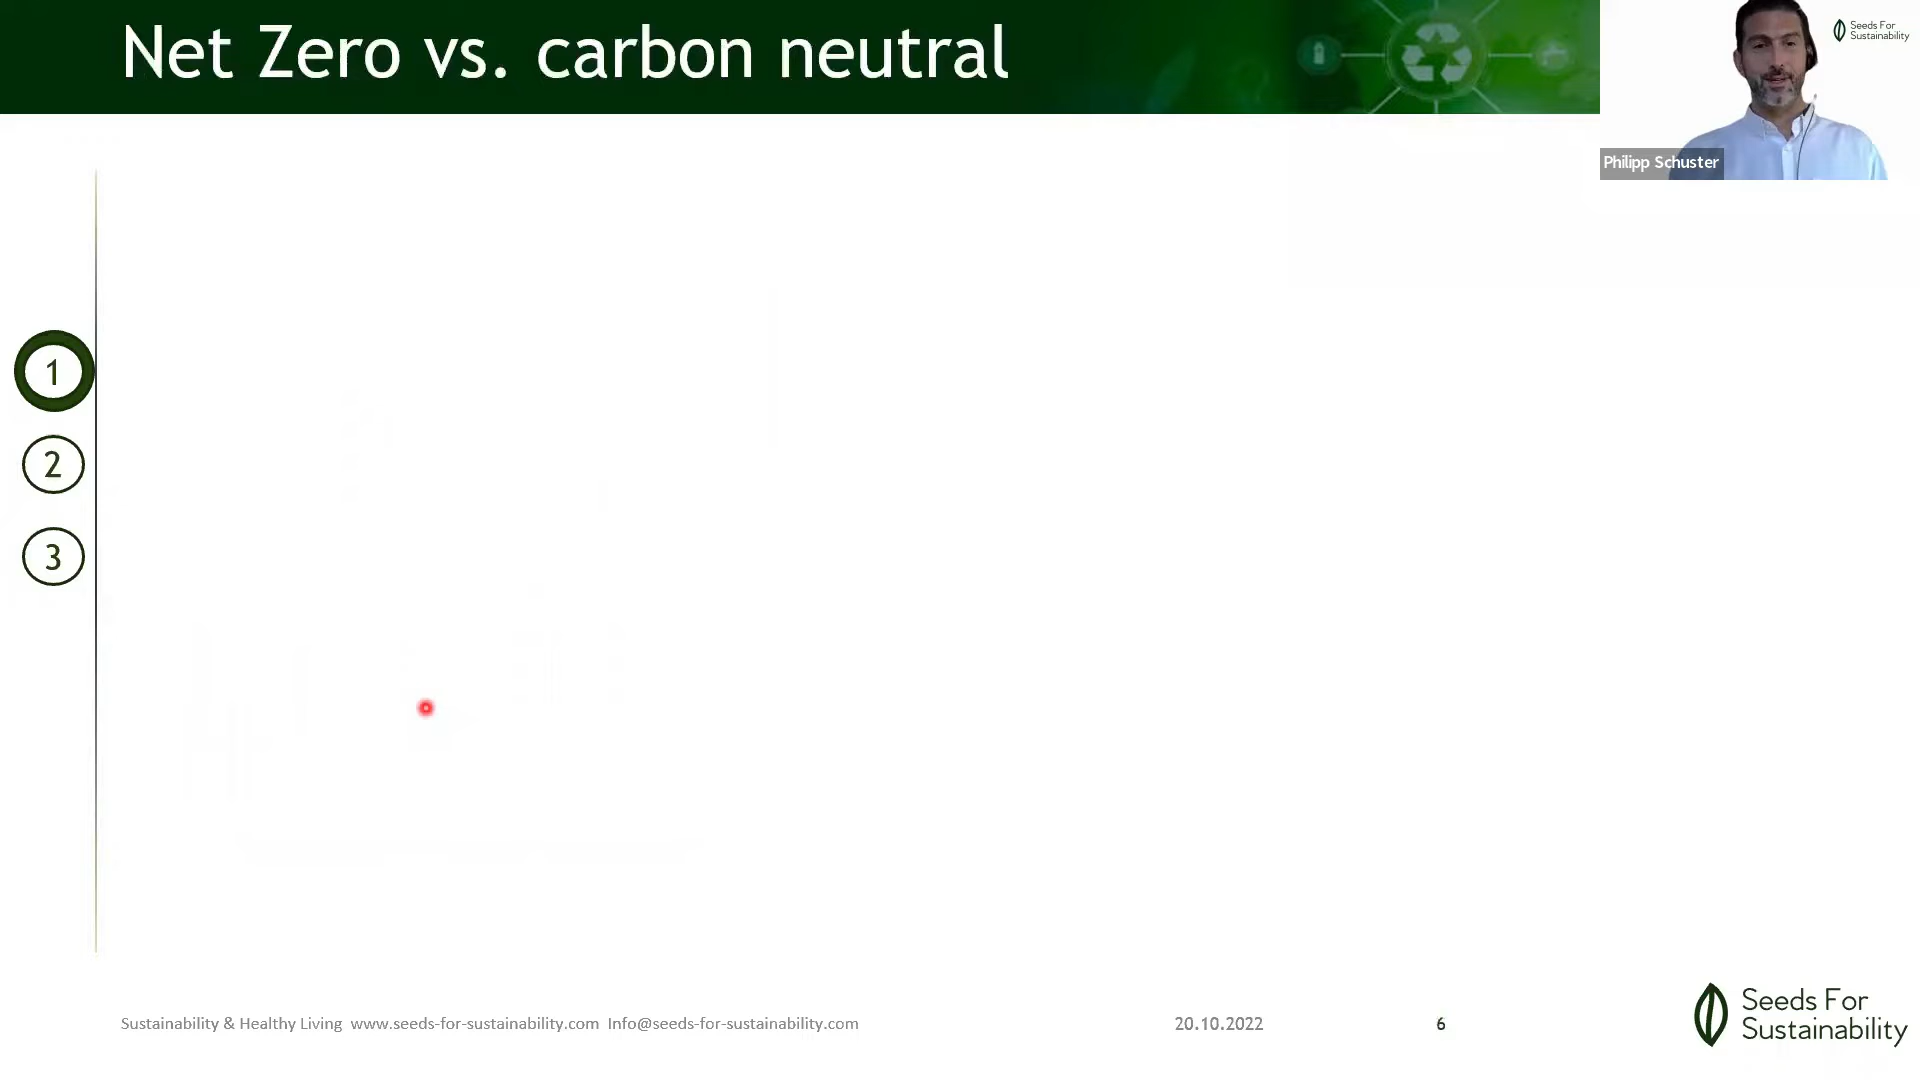 Net Zero vs. carbon neutral
Seeds For
Sustainability
Philipp Schuster
1
2
3
Sustainability & Healthy Living www.seeds-for-sustainability.com Info@seeds-for-sustainability.com
20.10.2022
6
Seeds For
Sustainability